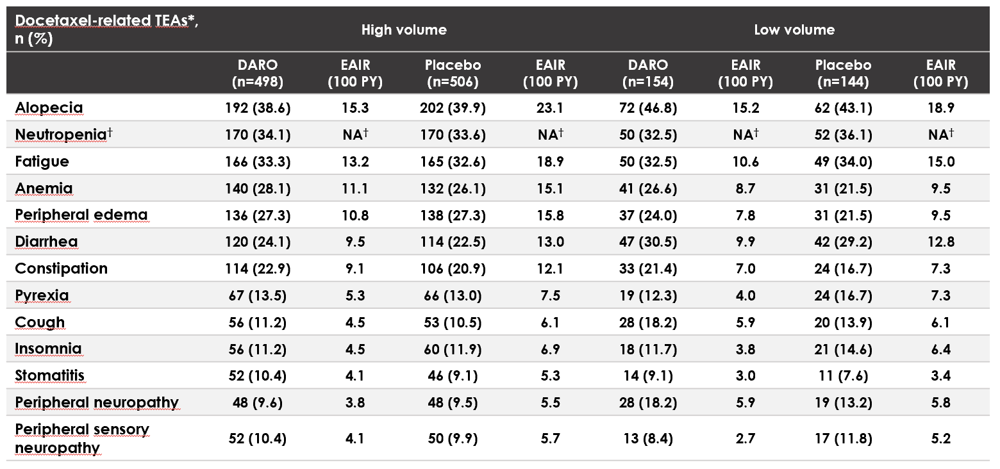 Docetaxel-related TEAs*, n (%) High volume Low volume
DARO (n=498) EAIR (100 PY) Placebo (n=506) EAIR (100 PY) DARO (n=154) EAIR (100 PY) Placebo (n=144) EAIR (100 PY)
Alopecia 192 (38.6) 15.3 202 (39.9) 23.1 72 (46.8) 15.2 62 (43.1) 18.9
Neutropenia† 170 (34.1) NA† 170 (33.6) NA† 50 (32.5) NA† 52 (36.1) NA†
Fatigue 166 (33.3) 13.2 165 (32.6) 18.9 50 (32.5) 10.6 49 (34.0) 15.0
Anemia 140 (28.1) 11.1 132 (26.1) 15.1 41 (26.6) 8.7 31 (21.5) 9.5
Peripheral edema 136 (27.3) 10.8 138 (27.3) 15.8 37 (24.0) 7.8 31 (21.5) 9.5
Diarrhea 120 (24.1) 9.5 114 (22.5) 13.0 47 (30.5) 9.9 42 (29.2) 12.8
Constipation 114 (22.9) 9.1 106 (20.9) 12.1 33 (21.4) 7.0 24 (16.7) 7.3
Pyrexia 67 (13.5) 5.3 66 (13.0) 7.5 19 (12.3) 4.0 24 (16.7) 7.3
Cough 56 (11.2) 4.5 53 (10.5) 6.1 28 (18.2) 5.9 20 (13.9) 6.1
Insomnia 56 (11.2) 4.5 60 (11.9) 6.9 18 (11.7) 3.8 21 (14.6) 6.4
Stomatitis 52 (10.4) 4.1 46 (9.1) 5.3 14 (9.1) 3.0 11 (7.6) 3.4
Peripheral neuropathy 48 (9.6) 3.8 48 (9.5) 5.5 28 (18.2) 5.9 19 (13.2) 5.8
Peripheral sensory neuropathy 52 (10.4) 4.1 50 (9.9) 5.7 13 (8.4) 2.7 17 (11.8) 5.2